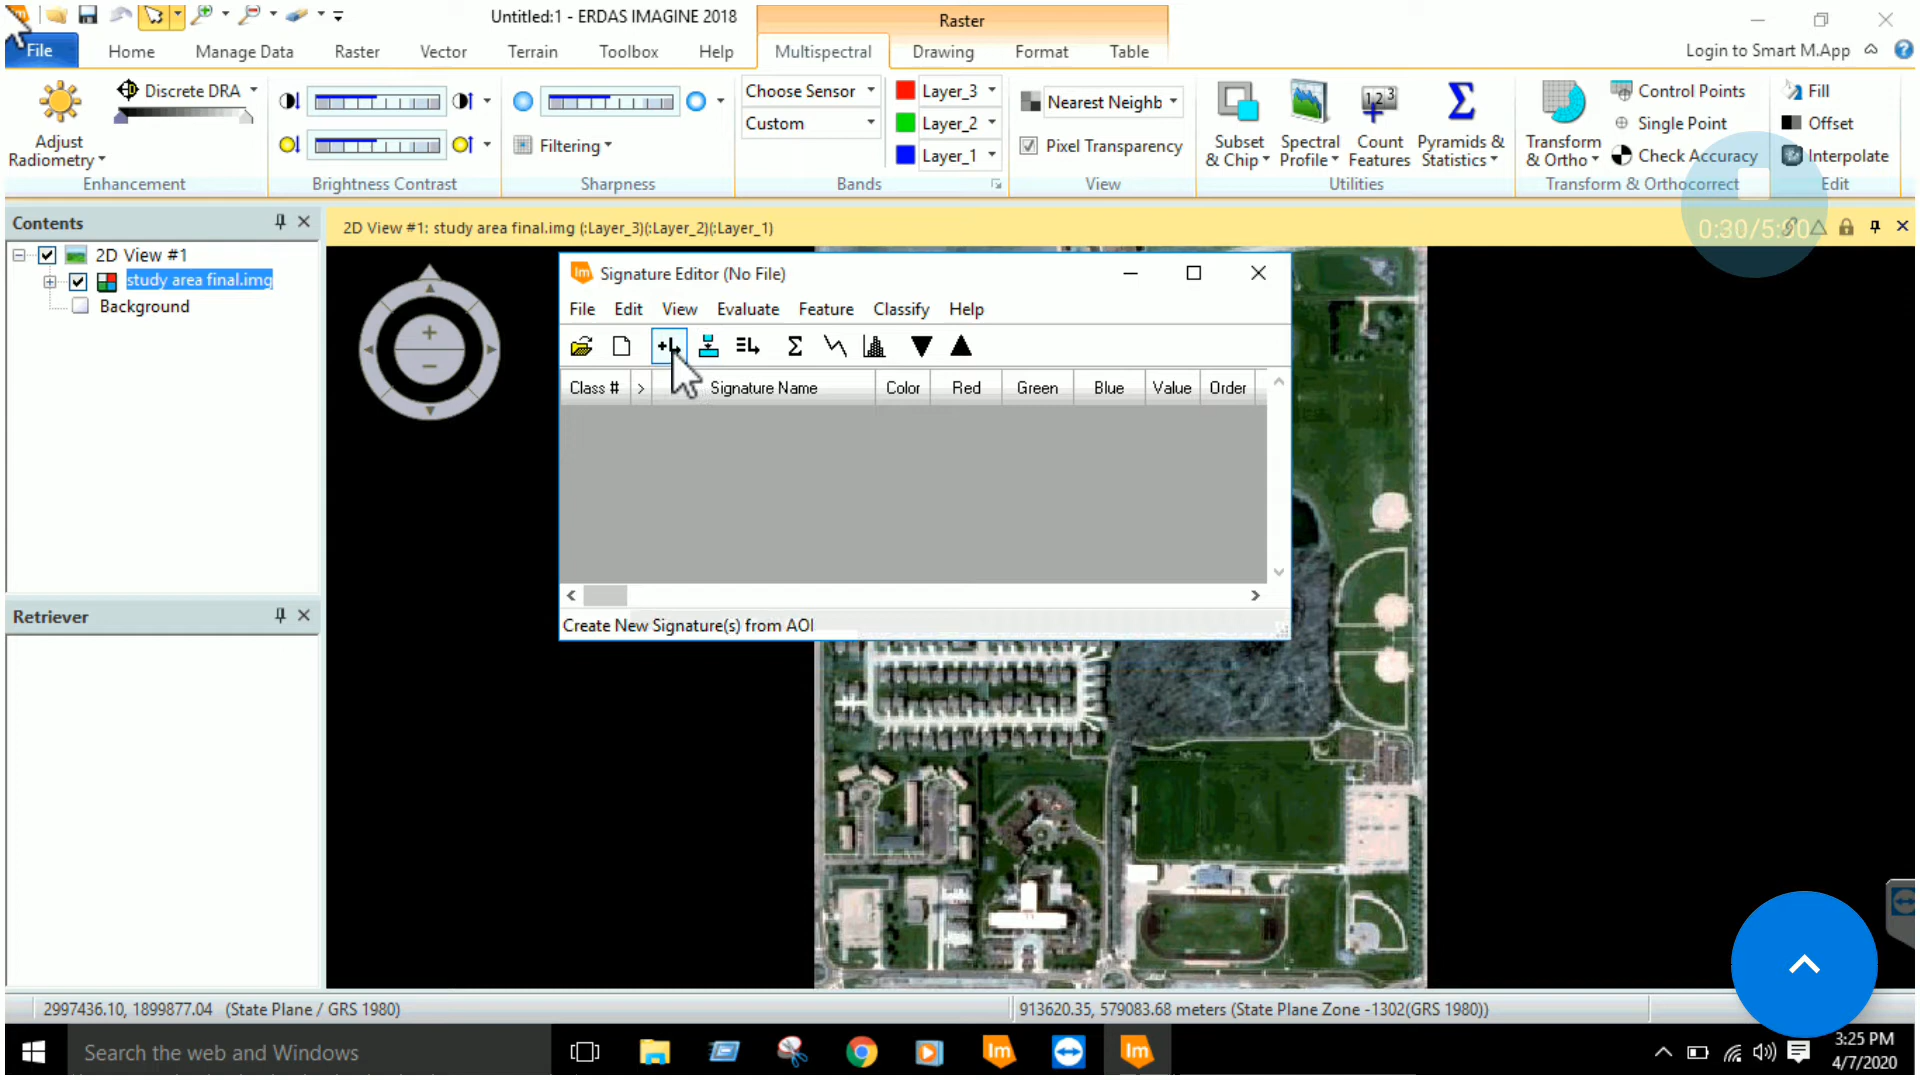 Untitled:1 - ERDAS IMAGINE 2018
Raster
File
Home
Manage Data
Raster
Vector
Terrain
Toolbox
Help
Multispectral
Drawing
Format
Table
Login to Smart M.App
Adjust
Radiometry
Discrete DRA
Enhancement
Brightness Contrast
Filtering
Sharpness
Choose Sensor
Custom
Layer_3
Layer_2
Layer_1
Bands
Nearest Neighb
Pixel Transparency
View
Subset
& Chip
Spectral
Profile
Count
Features
Pyramids &
Statistics
Utilities
Transform
& Ortho
Control Points
Single Point
Check Accuracy
Transform & Orthocorrect
Fill
Offset
Interpolate
Edit
Contents
2D View #1
study area final.img
Background
Retriever
2D View #1: study area final.img (:Layer_3)(:Layer_2)(:Layer_1)
0:30/5:00
Signature Editor (No File)
File
Edit
View
Evaluate
Feature
Classify
Help
Class #
>
Signature Name
Color
Red
Green
Blue
Value
Order
Create New Signature(s) from AOI
2997436.10, 1899877.04 (State Plane / GRS 1980)
913620.35, 579083.68 meters (State Plane Zone -1302(GRS 1980))
Search the web and Windows
3:25 PM
4/7/2020